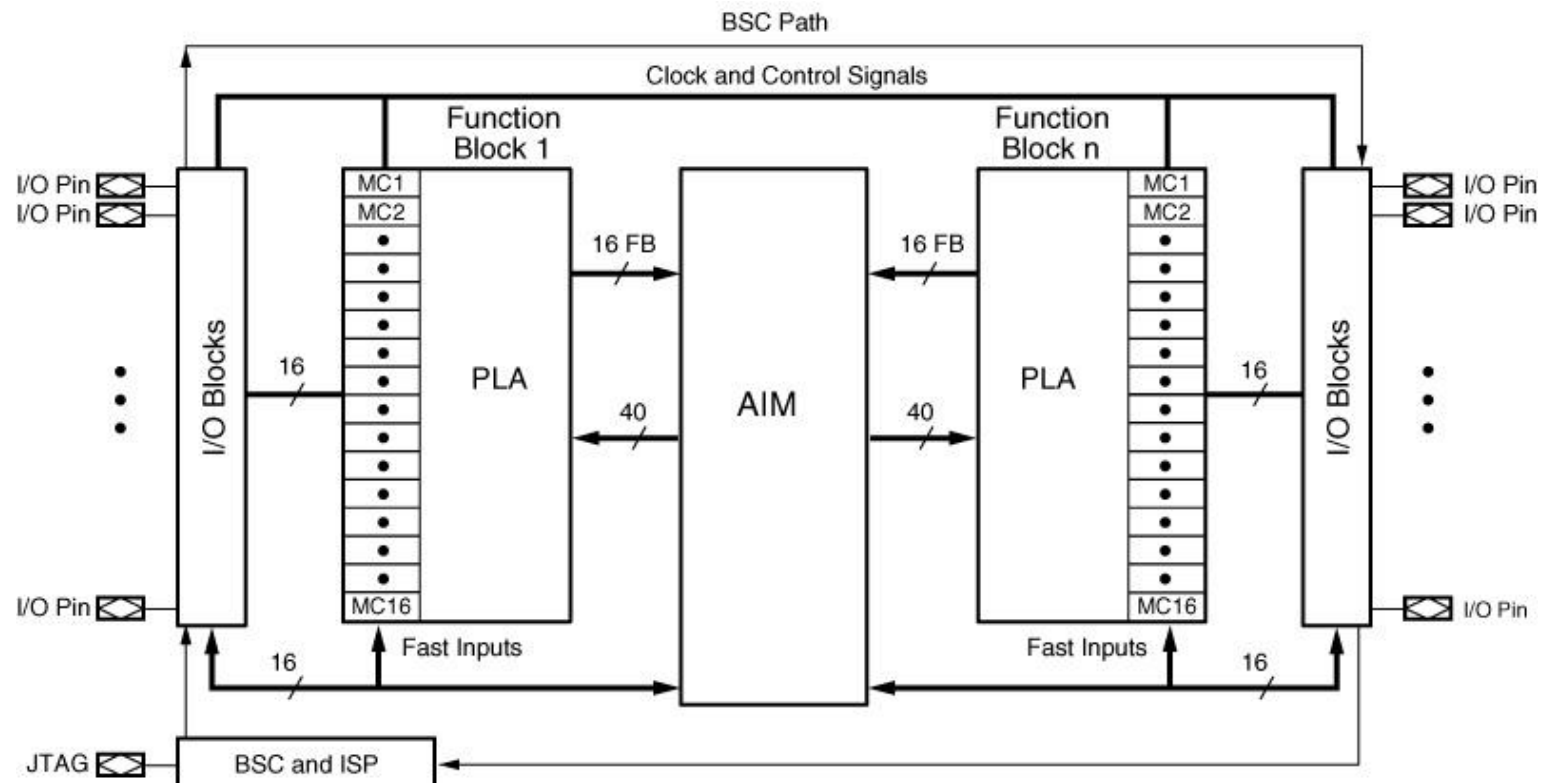 BSC Path
Clock and Control Signals
Function
Block 1
Function
Block n
I/O Pin
I/O Pin
MC1
MC2
MC1
MC2
I/O Pin
I/O Pin
16 FB
16 FB
I/O Blocks
16
PLA
AIM
PLA
16
I/O Blocks
40
40
I/O Pin
MC16
MC16
I/O Pin
16
Fast Inputs
Fast Inputs
16
JTAG
BSC and ISP